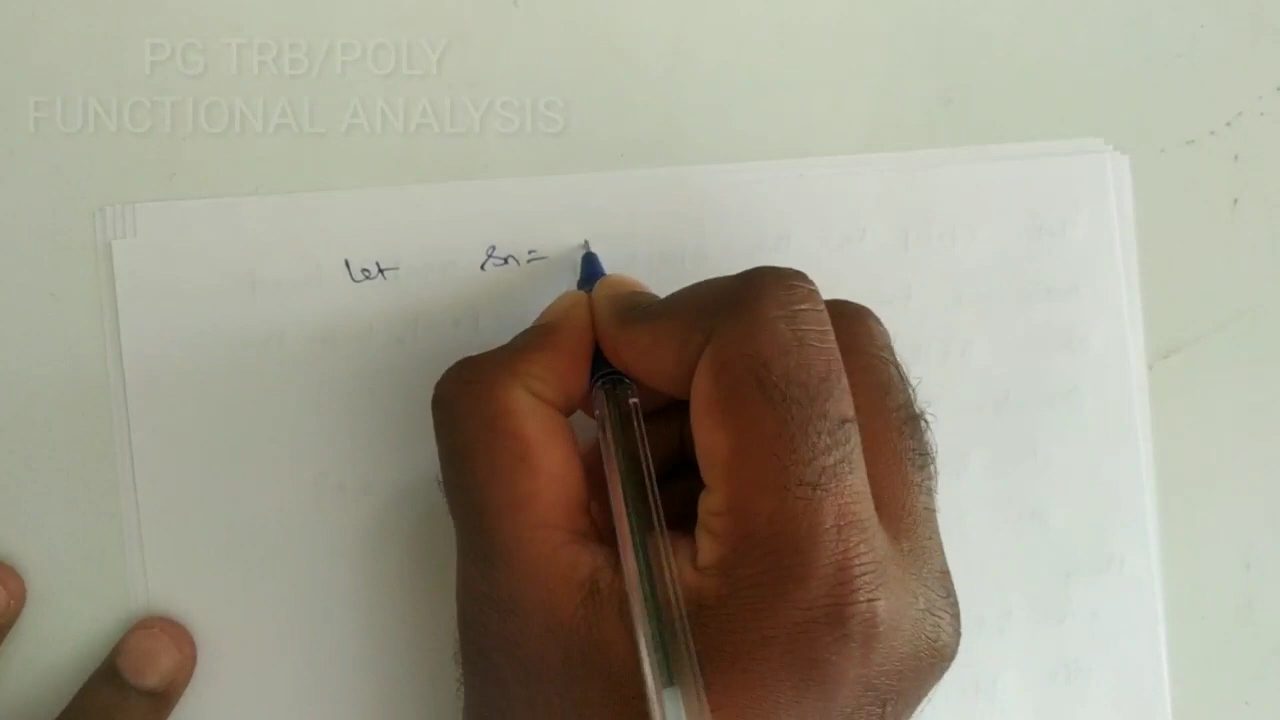 PG TRB/POLY
FUNCTIONAL ANALYSIS
Let Sn =